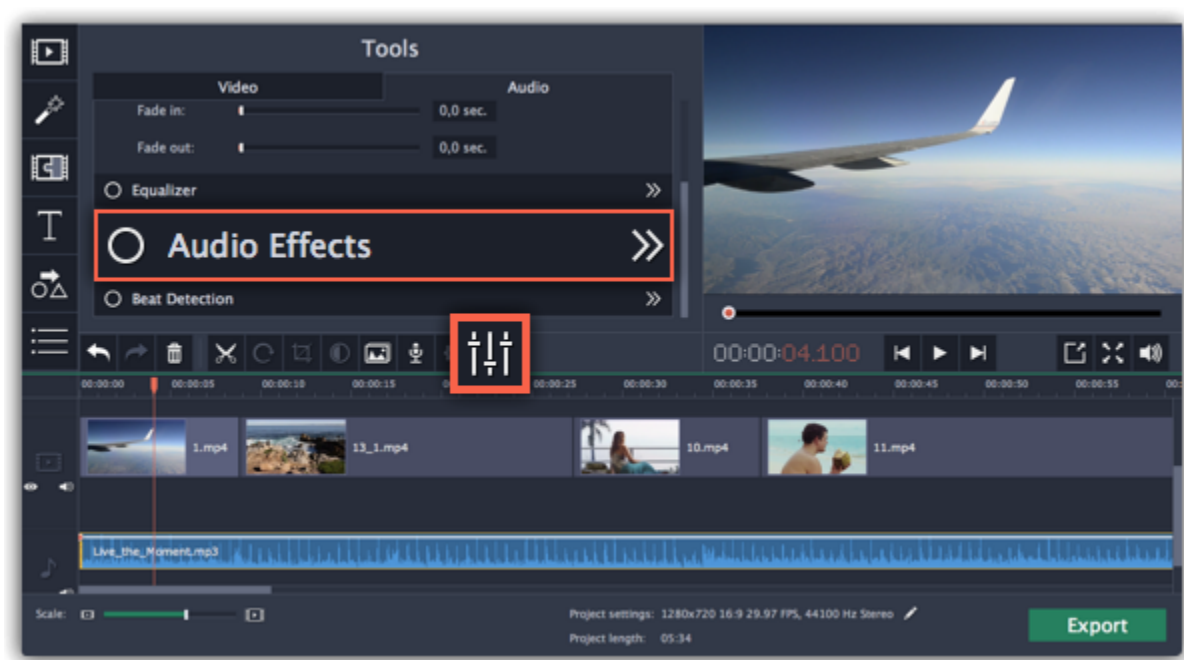 Tools
Video
Audio
Fade in:
0,0 sec.
Fade out:
0,0 sec.
Equalizer
Audio Effects
Beat Detection
00:00:04.100
00:00:00
00:00:05
00:00:10
00:00:15
00:00:25
00:00:30
00:00:35
00:00:40
00:00:45
00:00:50
00:00:55
1.mp4
13_1.mp4
10.mp4
11.mp4
Live_the_Moment.mp3
Scale:
Project settings: 1280x720 16:9 29.97 FPS, 44100 Hz Stereo
Project length: 05:34
Export